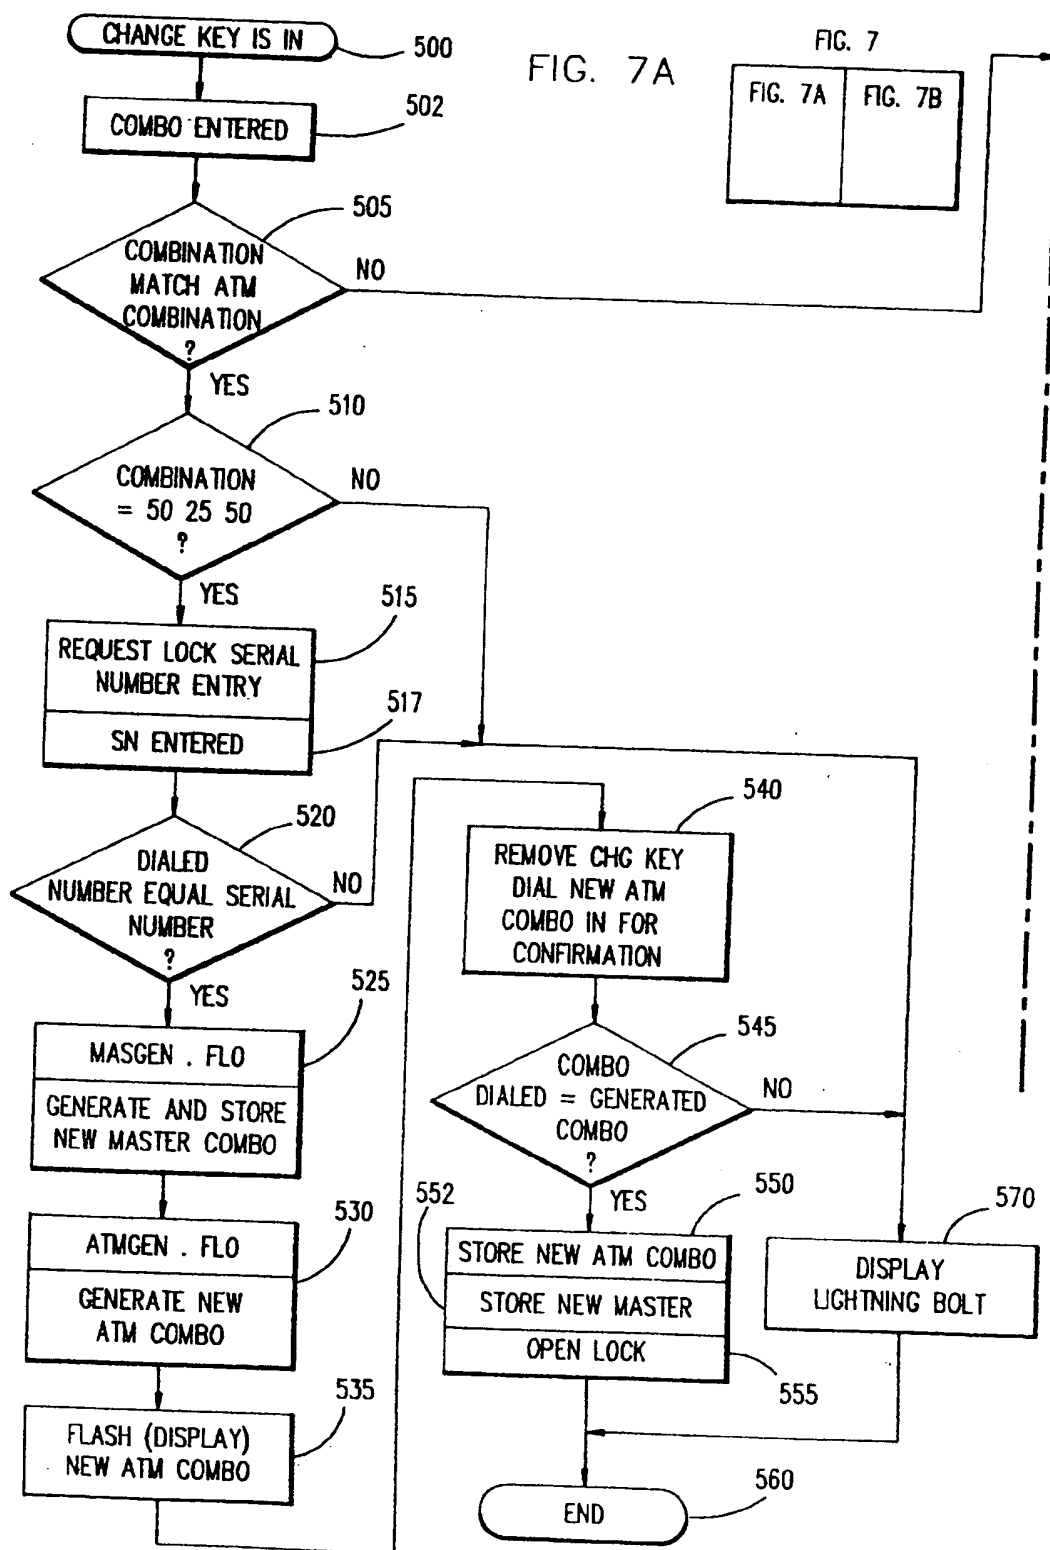 CHANGE KEY IS IN
500
FIG. 7A
FIG. 7
FIG. 7A
FIG. 7B
COMBO ENTERED
502
505
COMBINATION
MATCH ATM
COMBINATION
?
NO
YES
510
COMBINATION
= 50 25 50
?
NO
YES
515
REQUEST LOCK SERIAL
NUMBER ENTRY
517
SN ENTERED
520
DIALED
NUMBER EQUAL SERIAL
NUMBER
?
NO
YES
525
MASGEN . FLO
GENERATE AND STORE
NEW MASTER COMBO
530
ATMGEN . FLO
GENERATE NEW
ATM COMBO
535
FLASH (DISPLAY)
NEW ATM COMBO
540
REMOVE CHG KEY
DIAL NEW ATM
COMBO IN FOR
CONFIRMATION
545
COMBO
DIALED = GENERATED
COMBO
?
NO
YES
552
550
STORE NEW ATM COMBO
STORE NEW MASTER
OPEN LOCK
555
570
DISPLAY
LIGHTNING BOLT
END
560